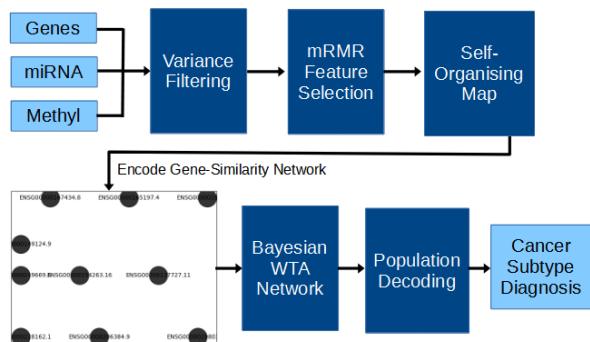 Genes
miRNA
Methyl
Variance
Filtering
mRMR
Feature
Selection
Self-
Organising
Map
Encode Gene-Similarity Network
Bayesian
WTA
Network
Population
Decoding
Cancer
Subtype
Diagnosis